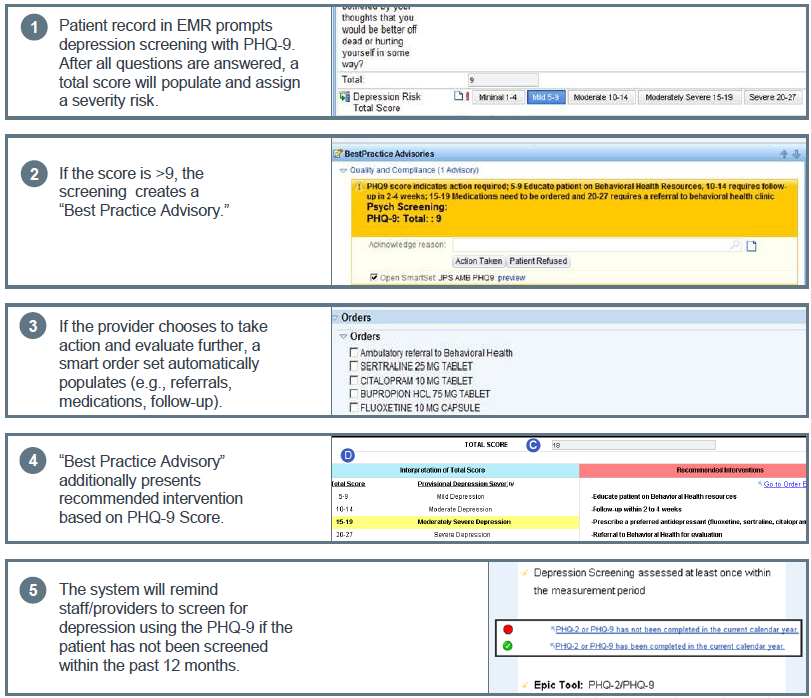 1
Patient record in EMR prompts
depression screening with PHQ-9.
After all questions are answered, a
total score will populate and assign
a severity risk.
bothered by your
thoughts that you
would be better off
dead or hurting
yourself in some
way?
Total:
9
Depression Risk
Total Score
Minimal 1-4
Mild 5-9
Moderate 10-14
Moderately Severe 15-19
Severe 20-27
2
If the score is >9, the
screening creates a
“Best Practice Advisory.”
BestPractice Advisories
Quality and Compliance (1 Advisory)
PHQ9 score indicates action required; 5-9 Educate patient on Behavioral Health Resources, 10-14 requires follow-
up in 2-4 weeks; 15-19 Medications need to be ordered and 20-27 requires a referral to behavioral health clinic
Psych Screening:
PHQ-9: Total: : 9
Acknowledge reason:
Action Taken
Patient Refused
Open SmartSet: JPS AMB PHQ9 preview
3
If the provider chooses to take
action and evaluate further, a
smart order set automatically
populates (e.g., referrals,
medications, follow-up).
Orders
Orders
Ambulatory referral to Behavioral Health
SERTRALINE 25 MG TABLET
CITALOPRAM 10 MG TABLET
BUPROPION HCL 75 MG TABLET
FLUOXETINE 10 MG CAPSULE
4
“Best Practice Advisory”
additionally presents
recommended intervention
based on PHQ-9 Score.
TOTAL SCORE
C
18
D
Interpretation of Total Score
Recommended Interventions
Total Score
Provisional Depression Severity
Go to Order E
5-9
Mild Depression
-Educate patient on Behavioral Health resources
10-14
Moderate Depression
-Follow-up within 2 to 4 weeks
15-19
Moderately Severe Depression
-Prescribe a preferred antidepressant (fluoxetine, sertraline, citalopram
20-27
Severe Depression
-Referral to Behavioral Health for evaluation
5
The system will remind
staff/providers to screen for
depression using the PHQ-9 if the
patient has not been screened
within the past 12 months.
Depression Screening assessed at least once within
the measurement period
PHQ-2 or PHQ-9 has not been completed in the current calendar year.
PHQ-2 or PHQ-9 has been completed in the current calendar year.
Epic Tool: PHQ-2/PHQ-9